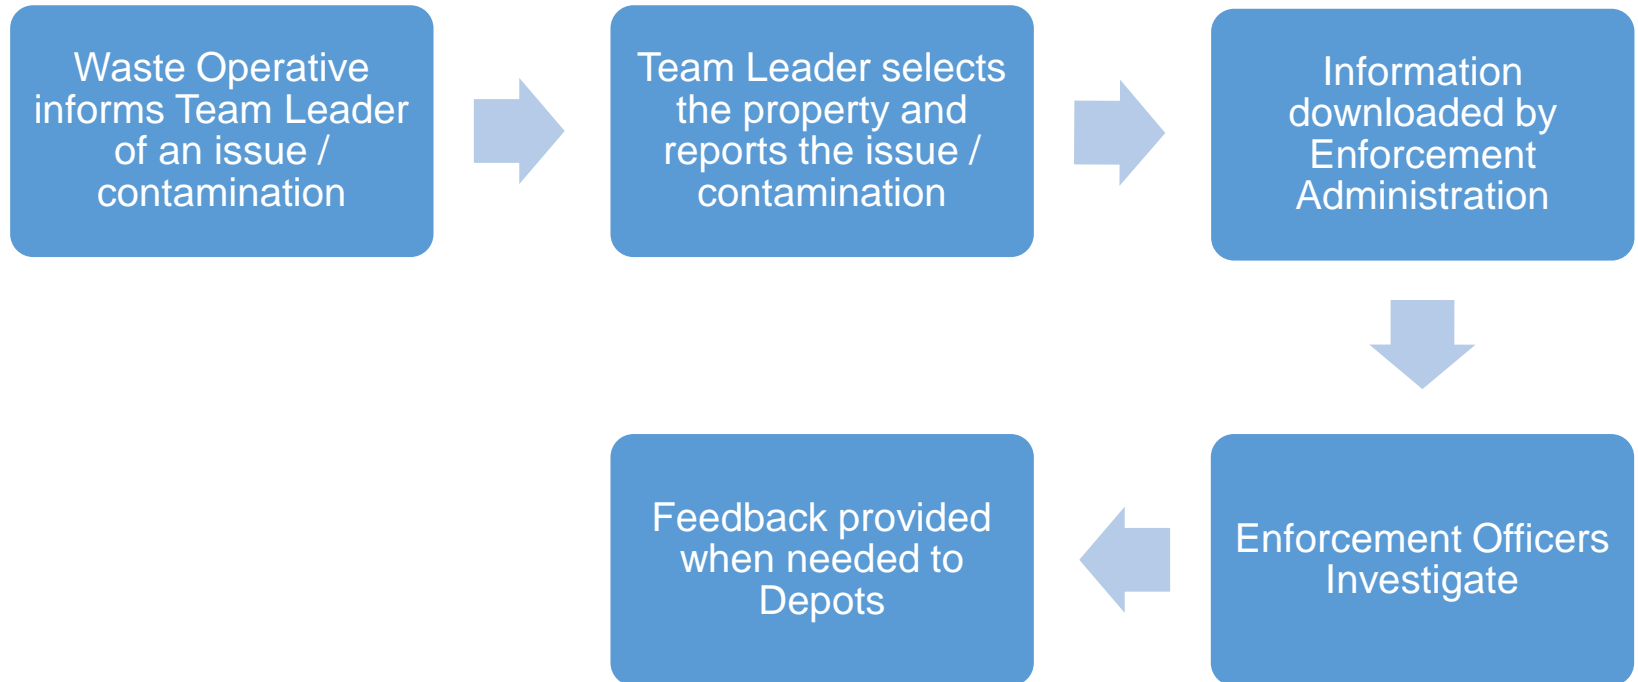 Waste Operative
informs Team Leader
of an issue /
contamination
Team Leader selects
the property and
reports the issue /
contamination
Information
downloaded by
Enforcement
Administration
Enforcement Officers
Investigate
Feedback provided
when needed to
Depots